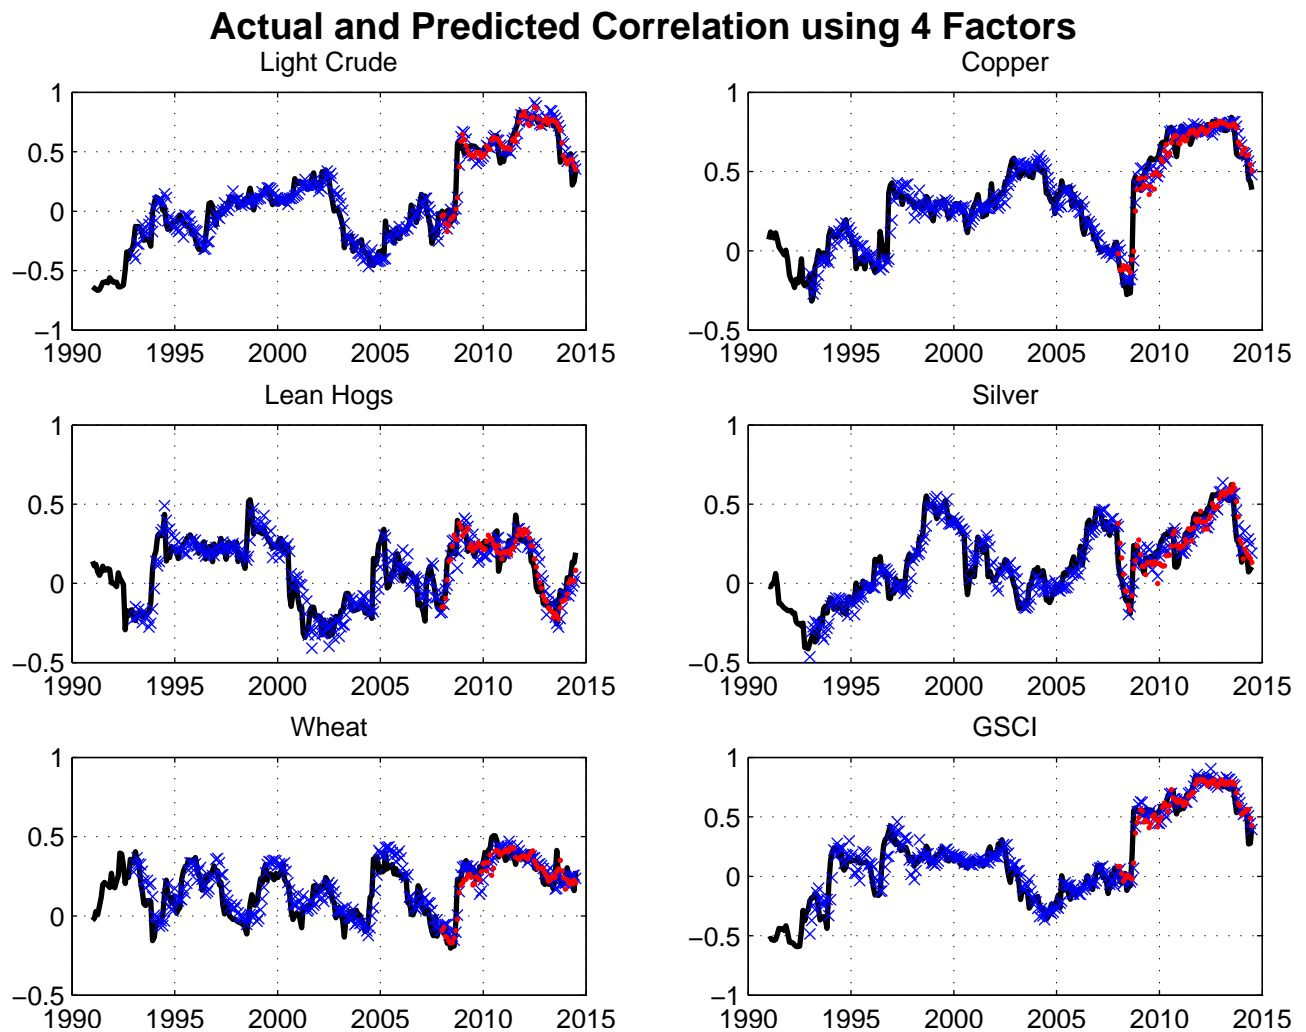 Actual and Predicted Correlation using 4 Factors
Light Crude
1
0.5
0
−0.5
−1
1990 1995 2000 2005 2010 2015
Copper
1
0.5
0
−0.5
1990 1995 2000 2005 2010 2015
Lean Hogs
1
0.5
0
−0.5
1990 1995 2000 2005 2010 2015
Silver
1
0.5
0
−0.5
1990 1995 2000 2005 2010 2015
Wheat
1
0.5
0
−0.5
1990 1995 2000 2005 2010 2015
GSCI
1
0.5
0
−0.5
−1
1990 1995 2000 2005 2010 2015